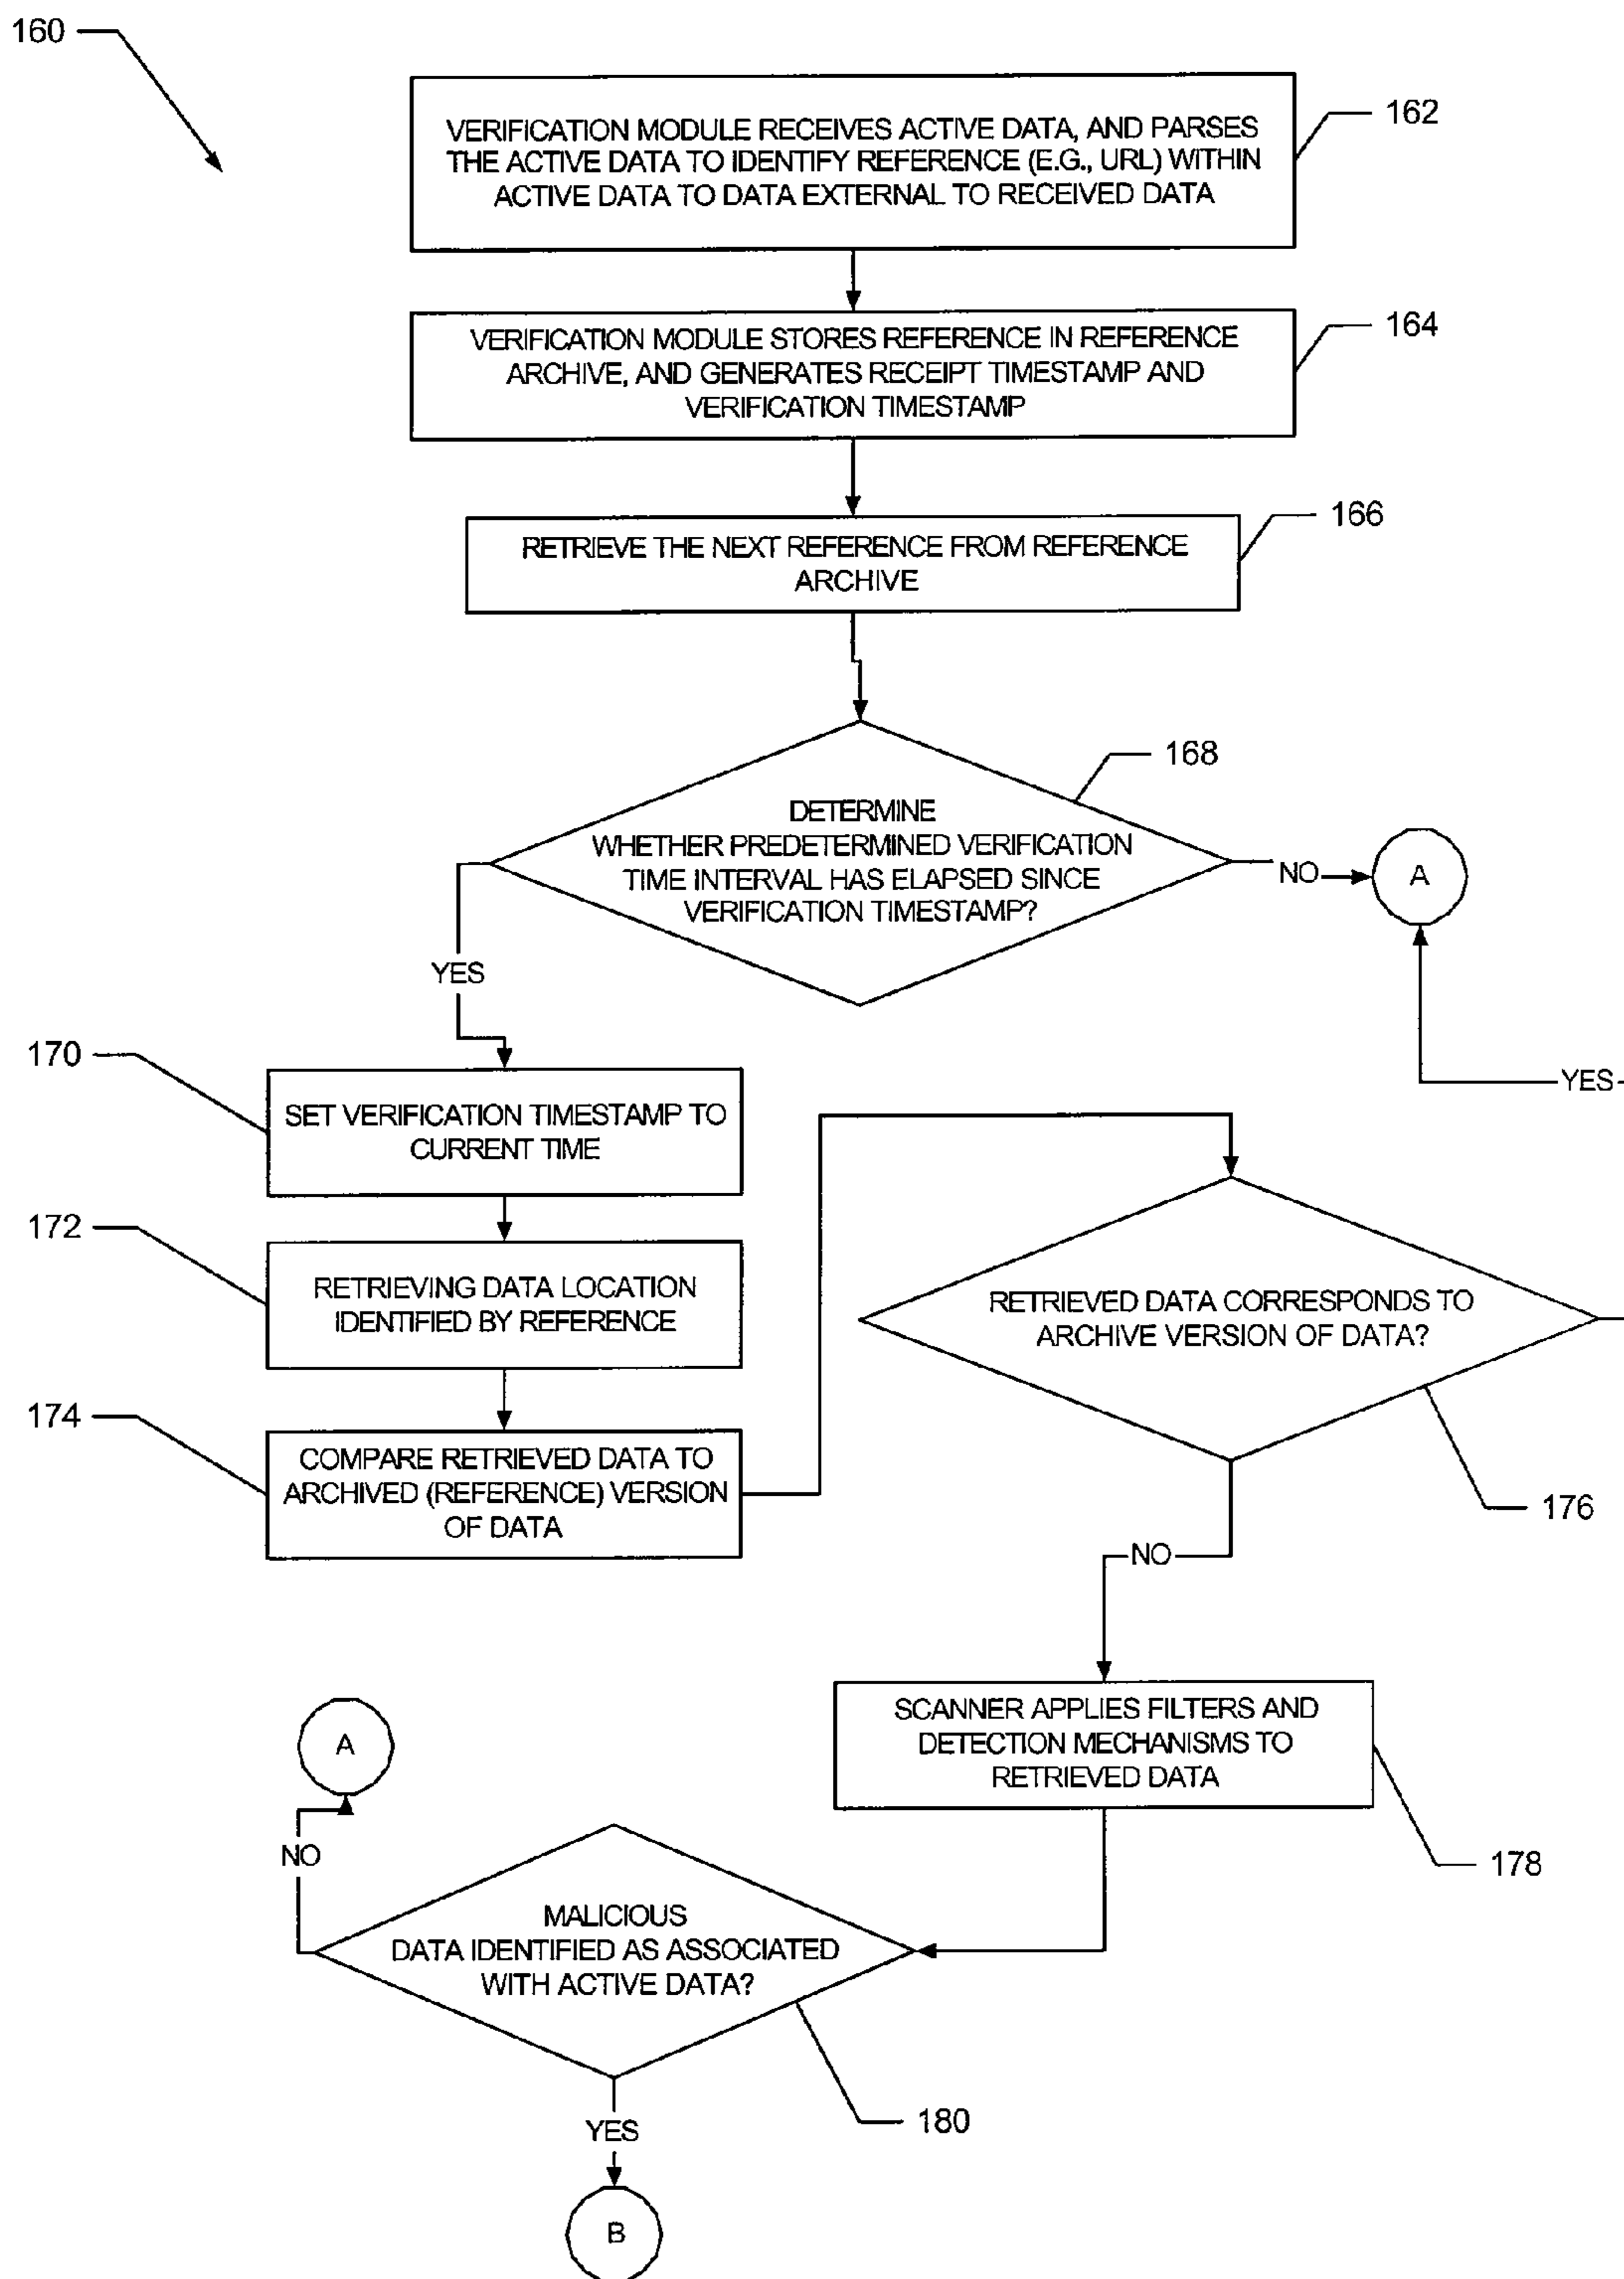 160
VERIFICATION MODULE RECEIVES ACTIVE DATA, AND PARSES
THE ACTIVE DATA TO IDENTIFY REFERENCE (E.G., URL) WITHIN
ACTIVE DATA TO DATA EXTERNAL TO RECEIVED DATA
162
VERIFICATION MODULE STORES REFERENCE IN REFERENCE
ARCHIVE, AND GENERATES RECEIPT TIMESTAMP AND
VERIFICATION TIMESTAMP
164
RETRIEVE THE NEXT REFERENCE FROM REFERENCE
ARCHIVE
166
DETERMINE
WHETHER PREDETERMINED VERIFICATION
TIME INTERVAL HAS ELAPSED SINCE
VERIFICATION TIMESTAMP?
168
NO
A
YES
YES
170
SET VERIFICATION TIMESTAMP TO
CURRENT TIME
172
RETRIEVING DATA LOCATION
IDENTIFIED BY REFERENCE
174
COMPARE RETRIEVED DATA TO
ARCHIVED (REFERENCE) VERSION
OF DATA
RETRIEVED DATA CORRESPONDS TO
ARCHIVE VERSION OF DATA?
176
NO
SCANNER APPLIES FILTERS AND
DETECTION MECHANISMS TO
RETRIEVED DATA
178
A
NO
MALICIOUS
DATA IDENTIFIED AS ASSOCIATED
WITH ACTIVE DATA?
180
YES
B